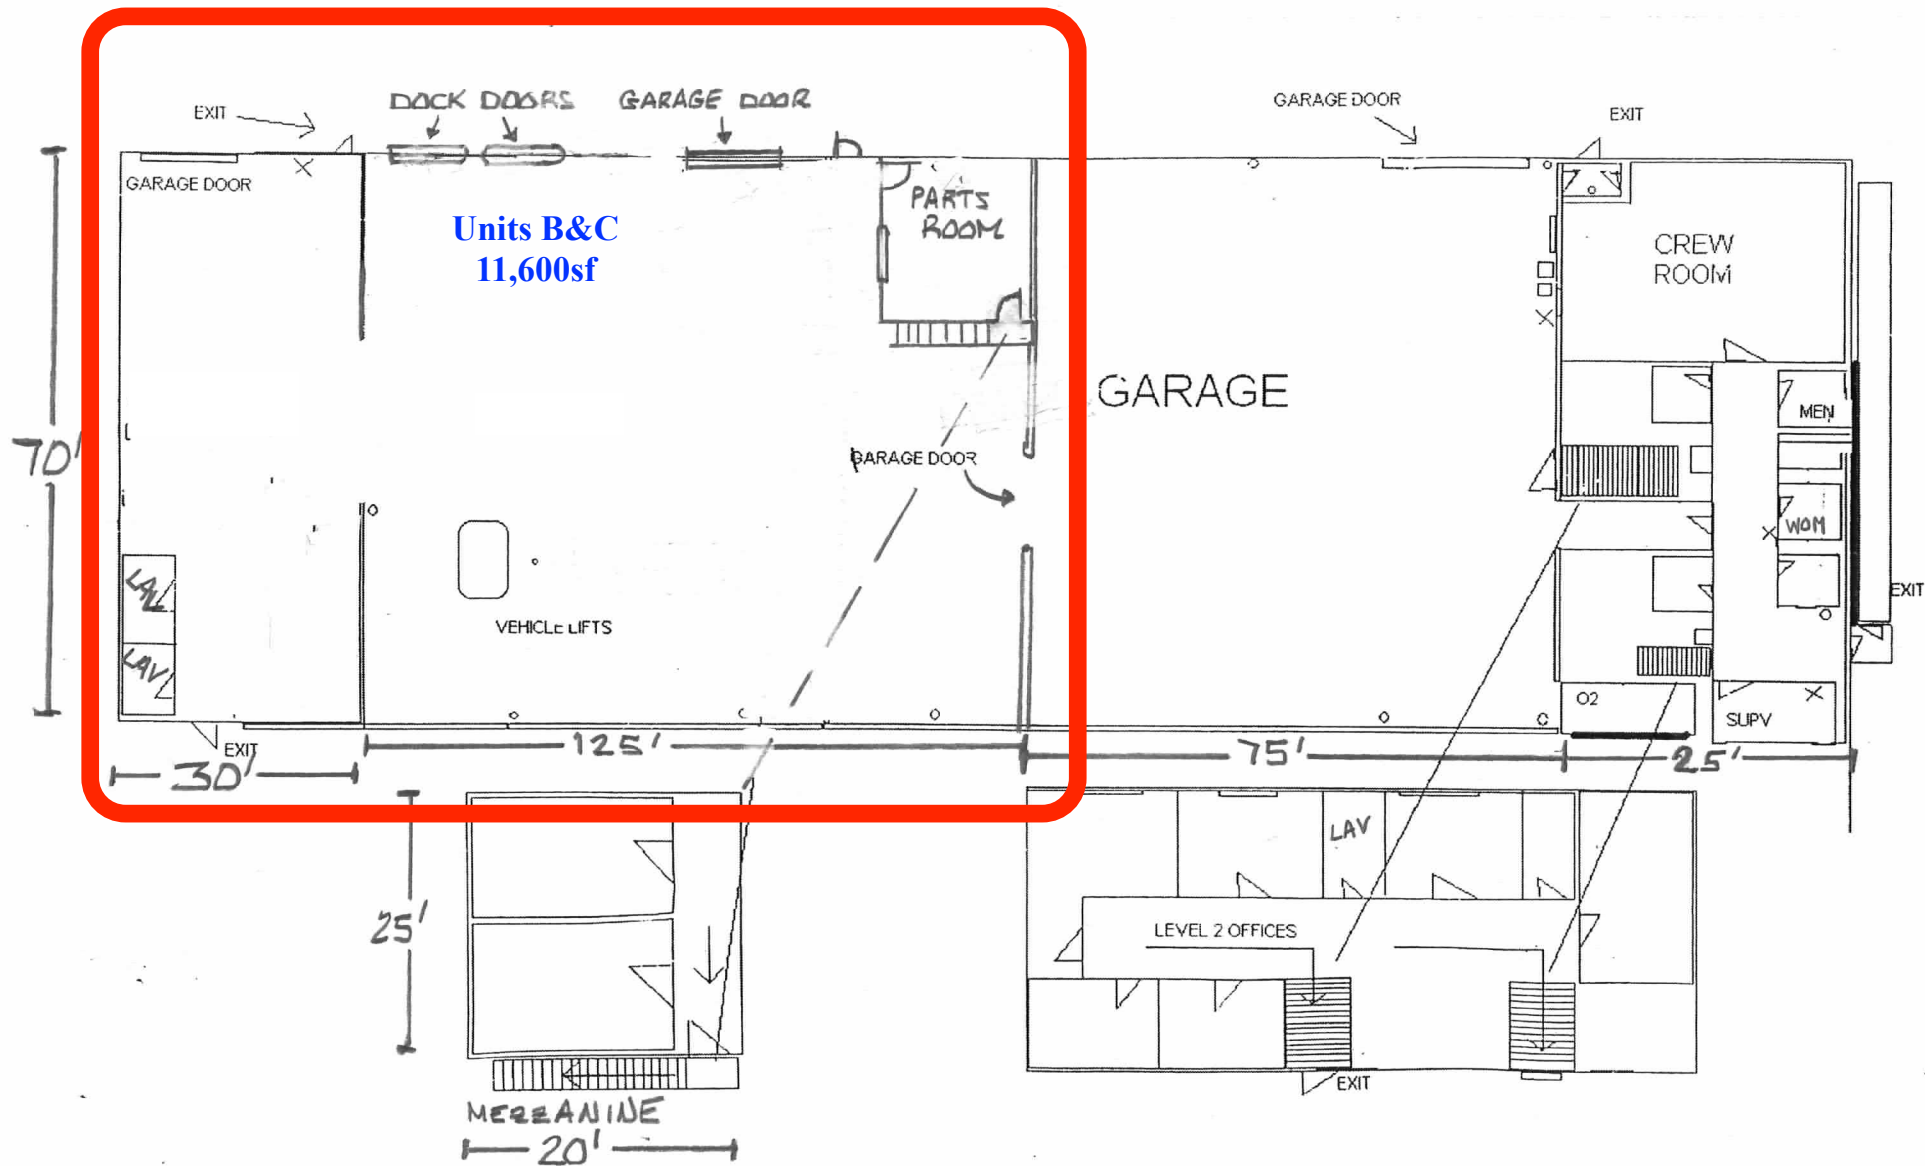 DOCK DOORS
GARAGE DOOR
GARAGE DOOR
EXIT
EXIT
GARAGE DOOR
PARTS
ROOM
Units B&C
11,600sf
CREW
ROOM
GARAGE
MEN
70'
GARAGE DOOR
WOM
LAV
EXIT
VEHICLE LIFTS
LAV
O2
SUPV
EXIT
125'
75'
25'
30'
LAV
25'
LEVEL 2 OFFICES
EXIT
MEZZANINE
20'